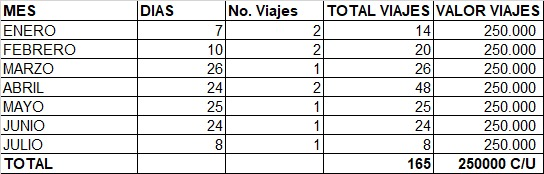 MES DIAS No. Viajes TOTAL VIAJES VALOR VIAJES
ENERO 7 2 14 250.000
FEBRERO 10 2 20 250.000
MARZO 26 1 26 250.000
ABRIL 24 2 48 250.000
MAYO 25 1 25 250.000
JUNIO 24 1 24 250.000
JULIO 8 1 8 250.000
TOTAL 165 250000 C/U